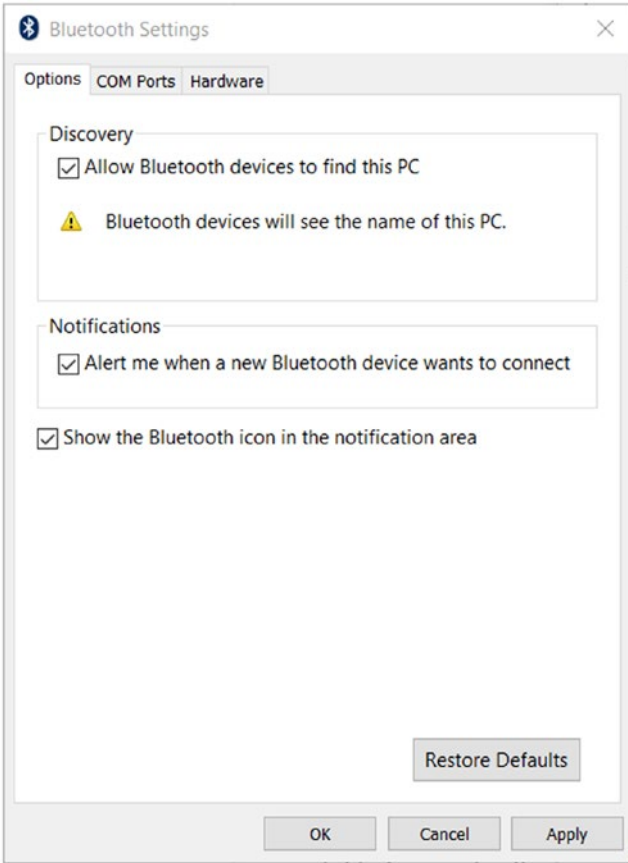 Bluetooth Settings
Options COM Ports Hardware
Discovery
Allow Bluetooth devices to find this PC
Bluetooth devices will see the name of this PC.
Notifications
Alert me when a new Bluetooth device wants to connect
Show the Bluetooth icon in the notification area
Restore Defaults
OK Cancel Apply